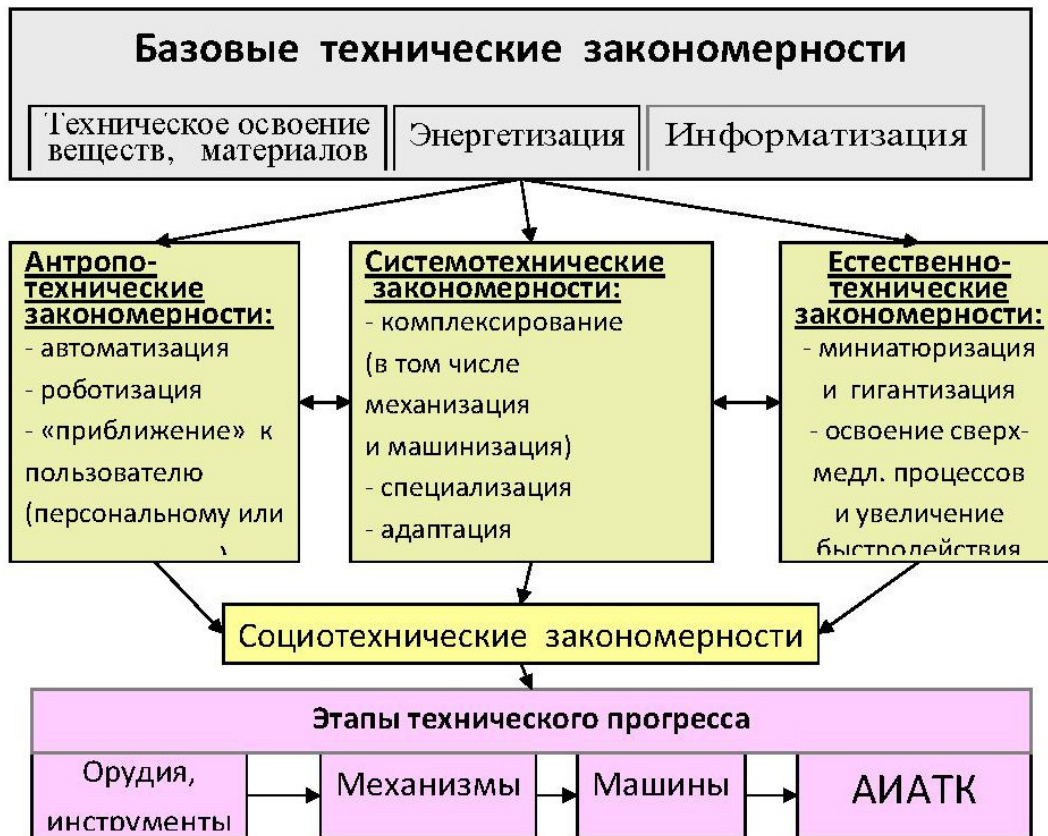 Базовые технические закономерности
Техническое освоение
веществ, материалов
Энергетизация
Информатизация
Антропо-
технические
закономерности:
- автоматизация
- роботизация
- «приближение» к
пользователю
(персональному или
Системотехнические
закономерности:
- комплексирование
(в том числе
механизация
и машинизация)
- специализация
- адаптация
Естественно-
технические
закономерности:
- миниатюризация
и гигантизация
- освоение сверх-
медл. процессов
и увеличение
быстродействия
Социотехнические закономерности
Этапы технического прогресса
Орудия,
инструменты
Механизмы
Машины
АИАТК